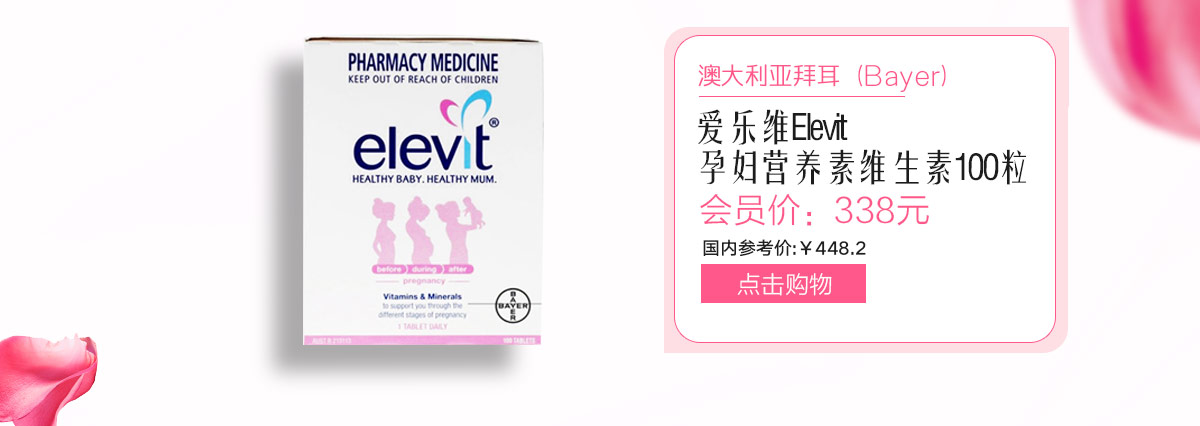 PHARMACY MEDICINE
KEEP OUT OF REACH OF CHILDREN
elevit®
HEALTHY BABY. HEALTHY MUM.
before during after
pregnancy
Vitamins & Minerals
to support you through the
different stages of pregnancy
1 TABLET DAILY
BAYER
BAYER
100 TABLETS
澳大利亚拜耳（Bayer）
爱乐维Elevit
孕妇营养素维生素100粒
会员价：338元
国内参考价:￥448.2
点击购物